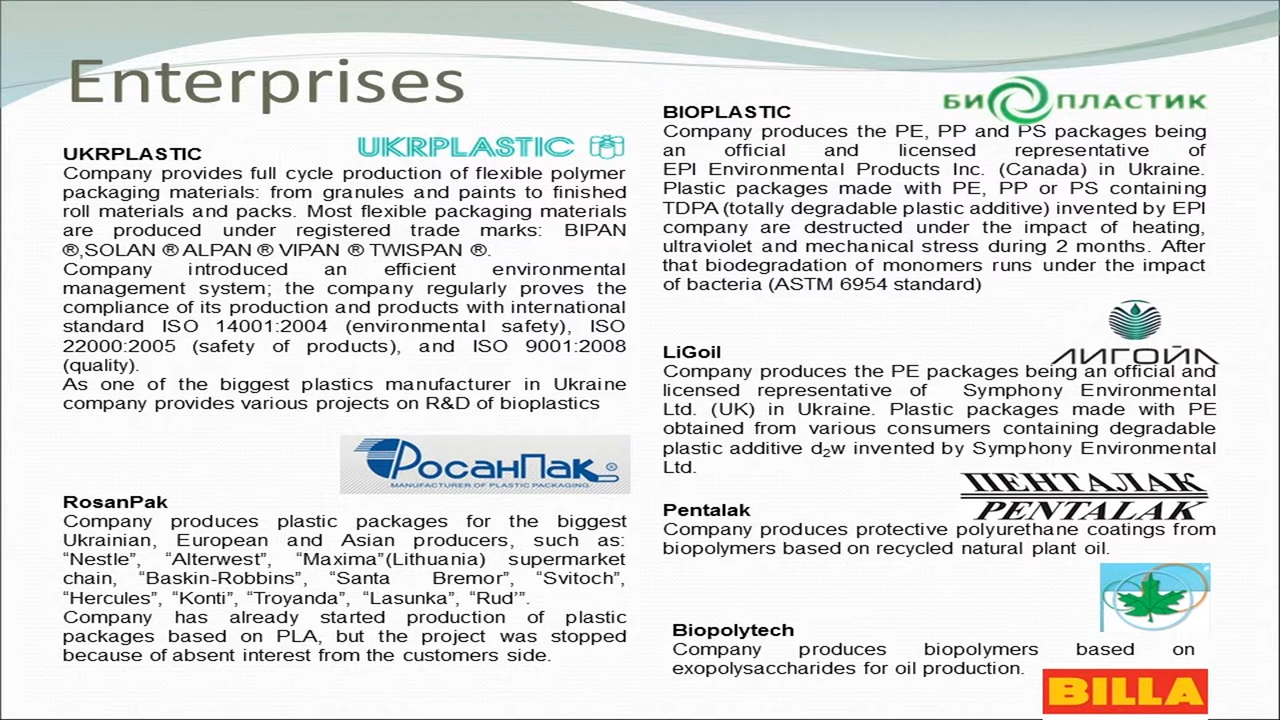 Enterprises
UKRPLASTIC
UKRPLASTIC
Company provides full cycle production of flexible polymer
packaging materials: from granules and paints to finished
roll materials and packs. Most flexible packaging materials
are produced under registered trade marks: BIPAN
®,SOLAN ® ALPAN ® VIPAN ® TWISPAN ®.
Company introduced an efficient environmental
management system; the company regularly proves the
compliance of its production and products with international
standard ISO 14001:2004 (environmental safety), ISO
22000:2005 (safety of products), and ISO 9001:2008
(quality).
As one of the biggest plastics manufacturer in Ukraine
company provides various projects on R&D of bioplastics
РосанПак ®
MANUFACTURER OF PLASTIC PACKAGING
RosanPak
Company produces plastic packages for the biggest
Ukrainian, European and Asian producers, such as:
“Nestle”, “Alterwest”, “Maxima”(Lithuania) supermarket
chain, “Baskin-Robbins”, “Santa Bremor”, “Svitoch”,
“Hercules”, “Konti”, “Troyanda”, “Lasunka”, “Rud’”.
Company has already started production of plastic
packages based on PLA, but the project was stopped
because of absent interest from the customers side.
БИОПЛАСТИК
BIOPLASTIC
Company produces the PE, PP and PS packages being
an official and licensed representative of
EPI Environmental Products Inc. (Canada) in Ukraine.
Plastic packages made with PE, PP or PS containing
TDPA (totally degradable plastic additive) invented by EPI
company are destructed under the impact of heating,
ultraviolet and mechanical stress during 2 months. After
that biodegradation of monomers runs under the impact
of bacteria (ASTM 6954 standard)
ЛИГОЙЛ
LiGoil
Company produces the PE packages being an official and
licensed representative of Symphony Environmental
Ltd. (UK) in Ukraine. Plastic packages made with PE
obtained from various consumers containing degradable
plastic additive d₂w invented by Symphony Environmental
Ltd.
ПЕНТАЛАК
PENTALAK
Pentalak
Company produces protective polyurethane coatings from
biopolymers based on recycled natural plant oil.
Biopolytech
Company produces biopolymers based on
exopolysaccharides for oil production.
BILLA